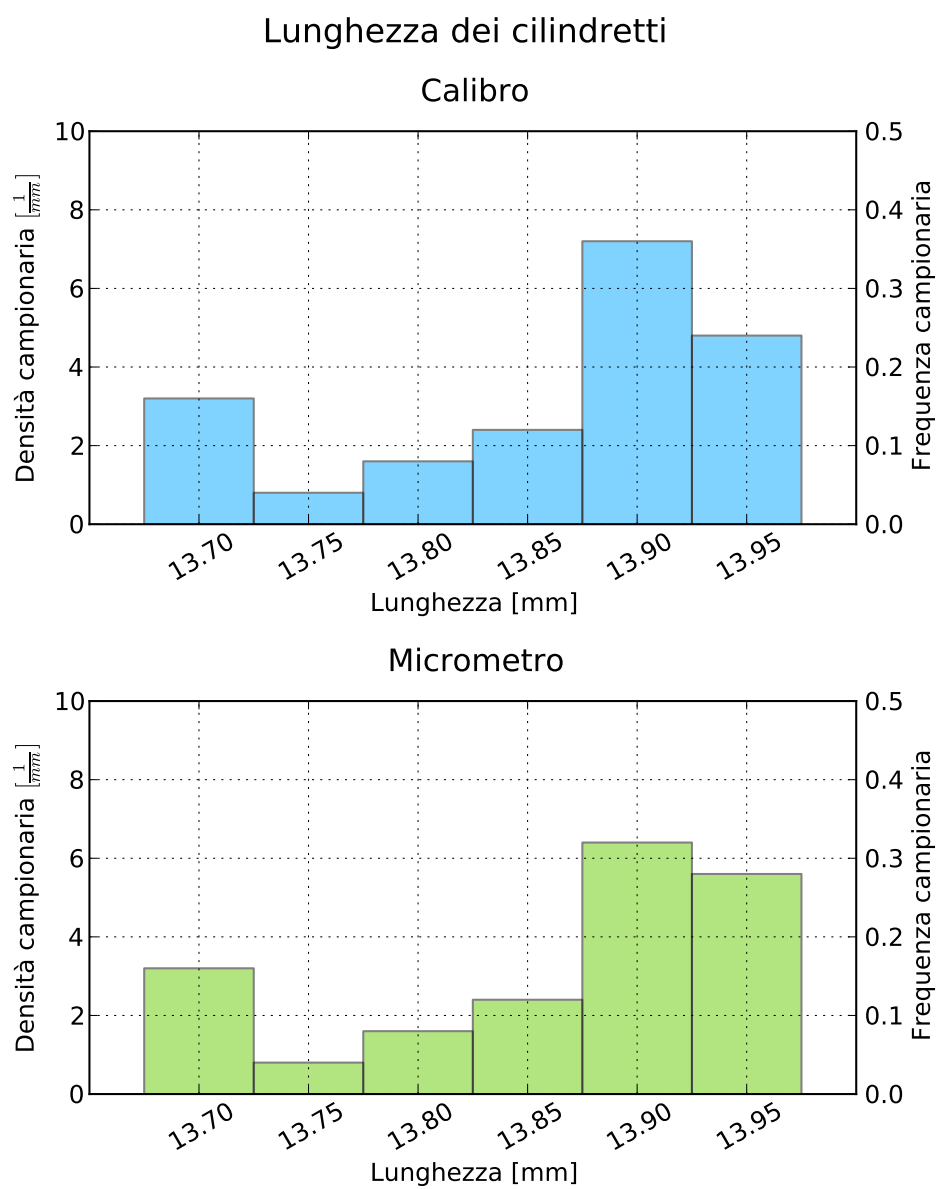 Lunghezza dei cilindretti
Calibro
Densità campionaria [1/mm]
10
8
6
4
2
0
0.5
0.4
0.3
0.2
0.1
0.0
Frequenza campionaria
13.70 13.75 13.80 13.85 13.90 13.95
Lunghezza [mm]
Micrometro
Densità campionaria [1/mm]
10
8
6
4
2
0
0.5
0.4
0.3
0.2
0.1
0.0
Frequenza campionaria
13.70 13.75 13.80 13.85 13.90 13.95
Lunghezza [mm]